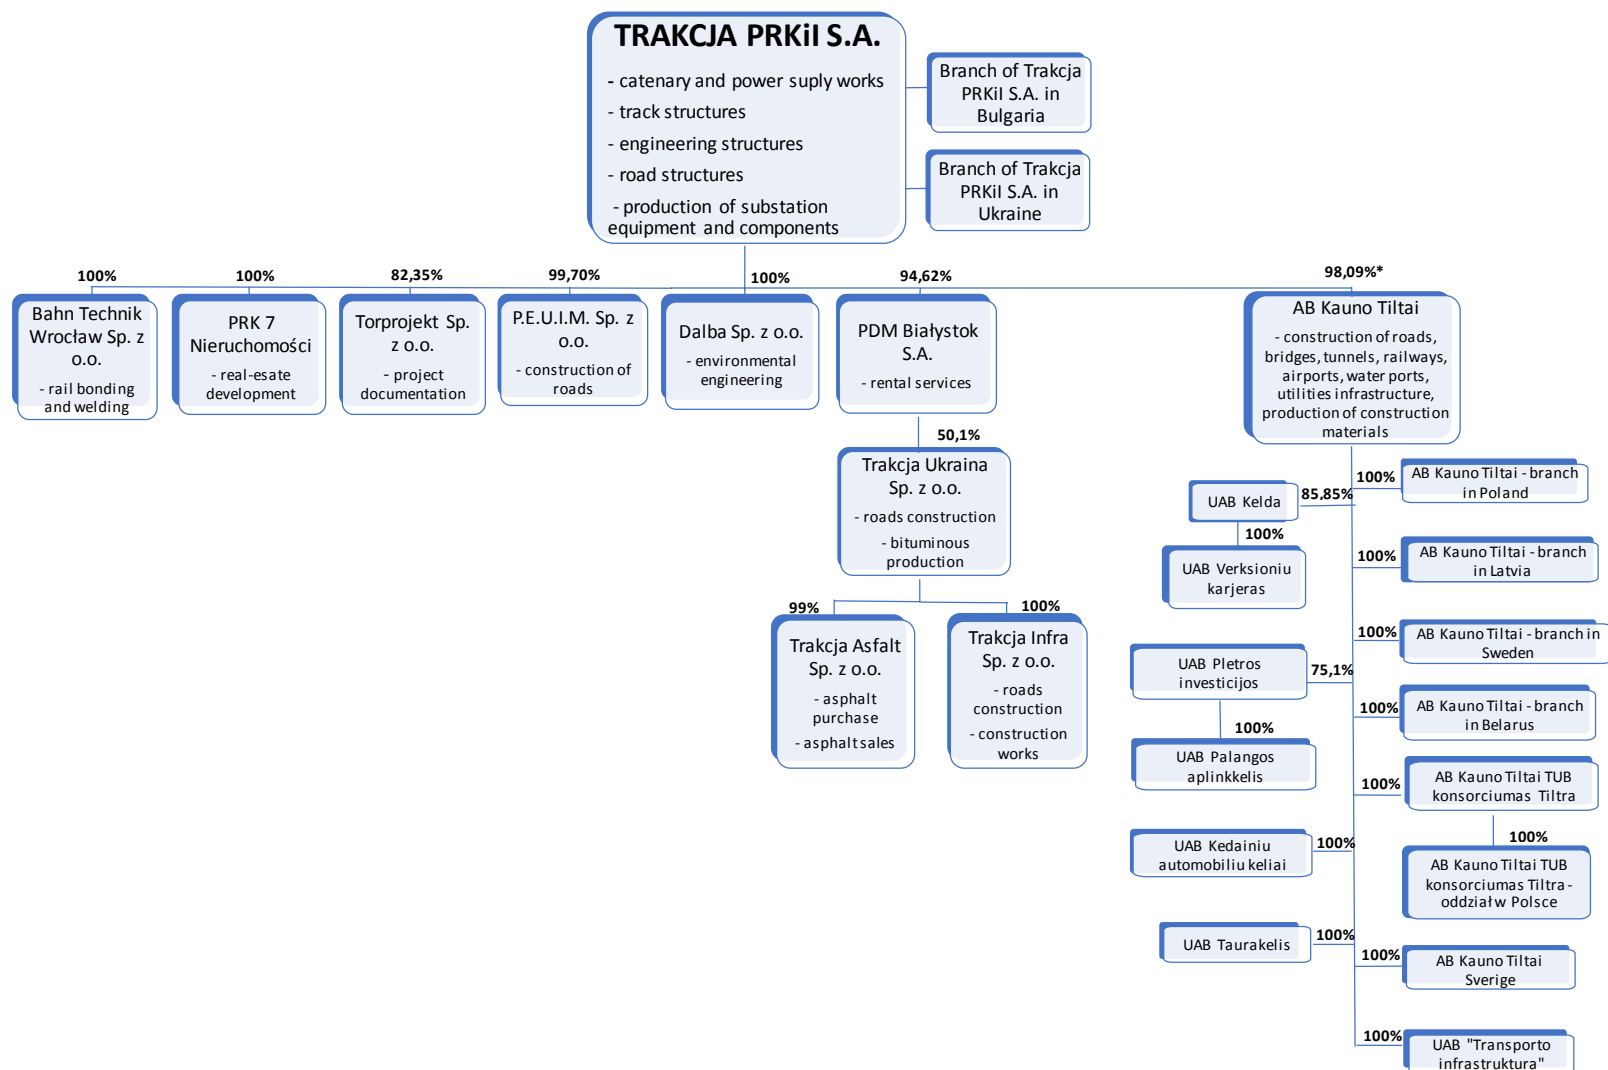 TRAKCJA PRKiI S.A.
- catenary and power suply works
- track structures
- engineering structures
- road structures
- production of substation
equipment and components
Branch of Trakcja
PRKiI S.A. in
Bulgaria
Branch of Trakcja
PRKiI S.A. in
Ukraine
100%
100%
82,35%
99,70%
100%
94,62%
98,09%*
Bahn Technik
Wrocław Sp. z
o.o.
- rail bonding
and welding
PRK 7
Nieruchomości
- real-esate
development
Torprojekt Sp.
z o.o.
- project
documentation
P.E.U.I.M. Sp. z
o.o.
- construction of
roads
Dalba Sp. z o.o.
- environmental
engineering
PDM Białystok
S.A.
- rental services
AB Kauno Tiltai
- construction of roads,
bridges, tunnels, railways,
airports, water ports,
utilities infrastructure,
production of construction
materials
50,1%
Trakcja Ukraina
Sp. z o.o.
- roads construction
- bituminous
production
99%
100%
Trakcja Asfalt
Sp. z o.o.
- asphalt
purchase
- asphalt sales
Trakcja Infra
Sp. z o.o.
- roads
construction
- construction
works
85,85%
UAB Kelda
100%
UAB Verksioniu
karjeras
75,1%
UAB Pletros
investicijos
100%
UAB Palangos
aplinkkelis
100%
UAB Kedainiu
automobiliu keliai
100%
UAB Taurakelis
100%
AB Kauno Tiltai - branch
in Poland
100%
AB Kauno Tiltai - branch
in Latvia
100%
AB Kauno Tiltai - branch in
Sweden
100%
AB Kauno Tiltai - branch
in Belarus
100%
AB Kauno Tiltai TUB
konsorciumas Tiltra
100%
AB Kauno Tiltai TUB
konsorciumas Tiltra -
oddział w Polsce
100%
AB Kauno Tiltai
Sverige
100%
UAB "Transporto
infrastruktura"